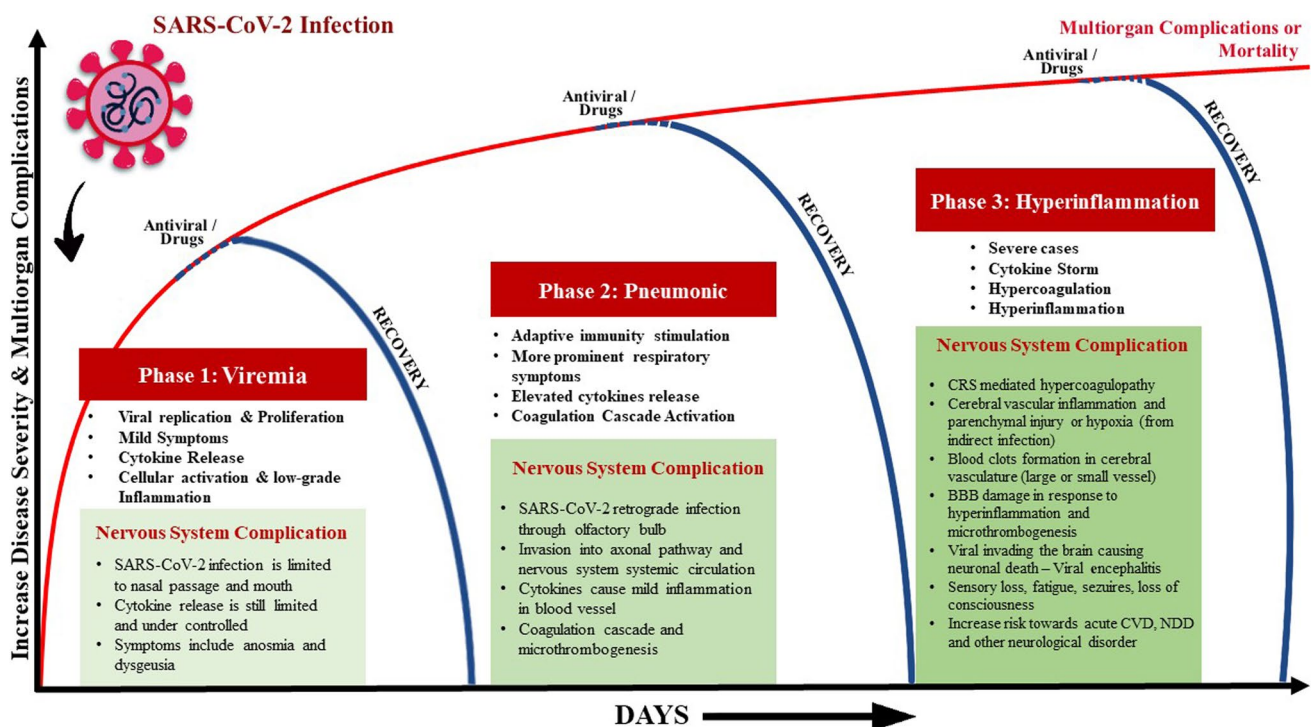 SARS-CoV-2 Infection
Multiorgan Complications or
Mortality
Increase Disease Severity & Multiorgan Complications
Antiviral /
Drugs
RECOVERY
Antiviral /
Drugs
RECOVERY
Antiviral /
Drugs
RECOVERY
Phase 1: Viremia
• Viral replication & Proliferation
• Mild Symptoms
• Cytokine Release
• Cellular activation & low-grade
Inflammation
Nervous System Complication
• SARS-CoV-2 infection is limited
to nasal passage and mouth
• Cytokine release is still limited
and under controlled
• Symptoms include anosmia and
dysgeusia
Phase 2: Pneumonic
• Adaptive immunity stimulation
• More prominent respiratory
symptoms
• Elevated cytokines release
• Coagulation Cascade Activation
Nervous System Complication
• SARS-CoV-2 retrograde infection
through olfactory bulb
• Invasion into axonal pathway and
nervous system systemic circulation
• Cytokines cause mild inflammation
in blood vessel
• Coagulation cascade and
microthrombogenesis
Phase 3: Hyperinflammation
• Severe cases
• Cytokine Storm
• Hypercoagulation
• Hyperinflammation
Nervous System Complication
• CRS mediated hypercoagulopathy
• Cerebral vascular inflammation and
parenchymal injury or hypoxia (from
indirect infection)
• Blood clots formation in cerebral
vasculature (large or small vessel)
• BBB damage in response to
hyperinflammation and
microthrombogenesis
• Viral invading the brain causing
neuronal death – Viral encephalitis
• Sensory loss, fatigue, sezuires, loss of
consciousness
• Increase risk towards acute CVD, NDD
and other neurological disorder
DAYS